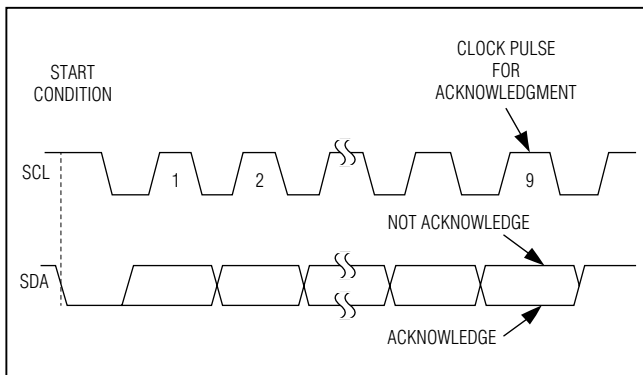 START
CONDITION
CLOCK PULSE
FOR
ACKNOWLEDGMENT
SCL
1
2
9
NOT ACKNOWLEDGE
SDA
ACKNOWLEDGE